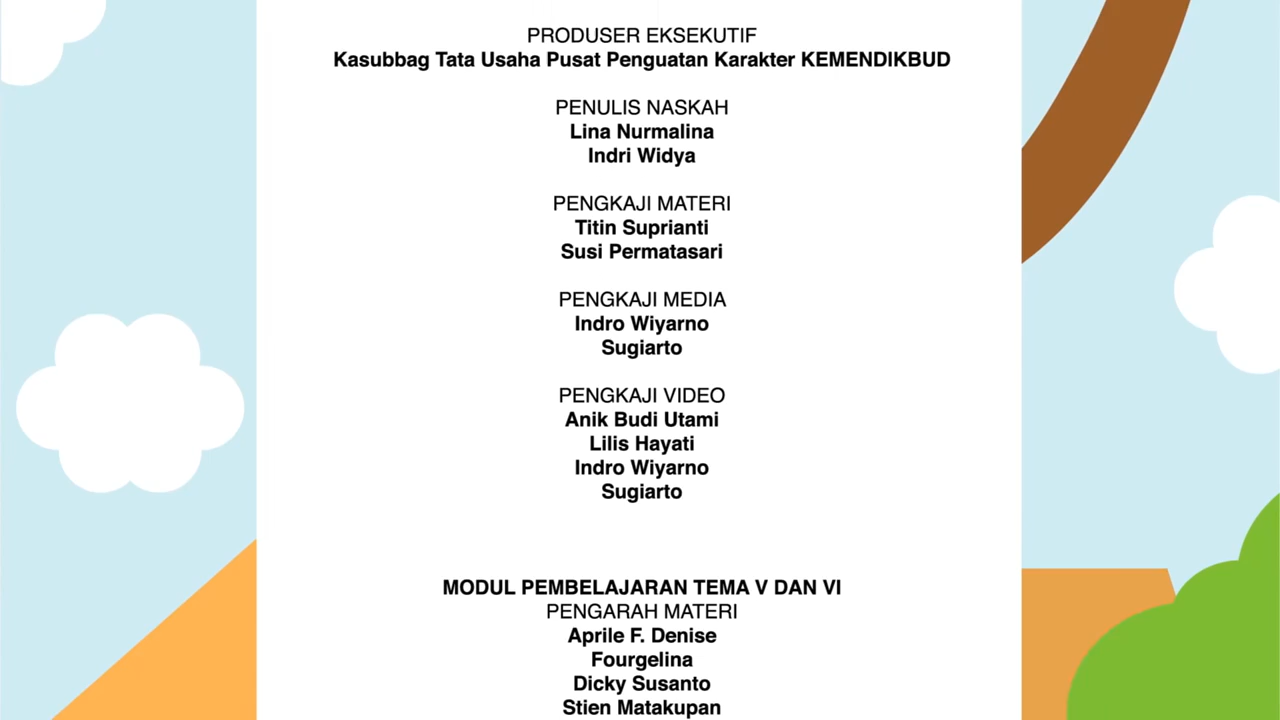 PRODUSER EKSEKUTIF
Kasubbag Tata Usaha Pusat Penguatan Karakter KEMENDIKBUD
PENULIS NASKAH
Lina Nurmalina
Indri Widya
PENGKAJI MATERI
Titin Suprianti
Susi Permatasari
PENGKAJI MEDIA
Indro Wiyarno
Sugiarto
PENGKAJI VIDEO
Anik Budi Utami
Lilis Hayati
Indro Wiyarno
Sugiarto
MODUL PEMBELAJARAN TEMA V DAN VI
PENGARAH MATERI
Aprile F. Denise
Fourgelina
Dicky Susanto
Stien Matakupan